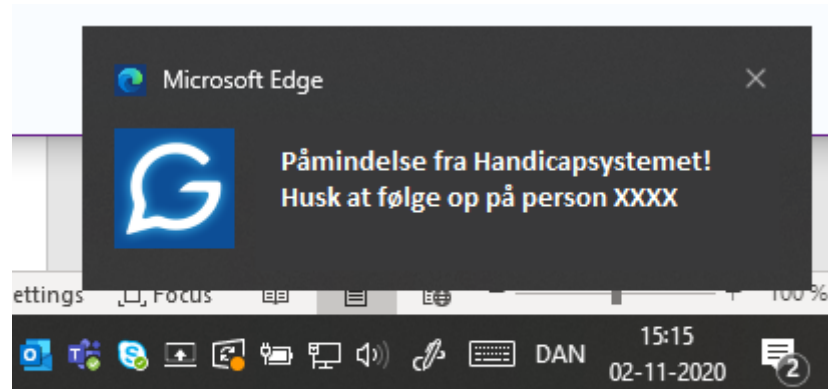 Microsoft Edge
Påmindelse fra Handicapsystemet!
Husk at følge op på person XXXX
ettings Focus 100 %
DAN 15:15
02-11-2020 2